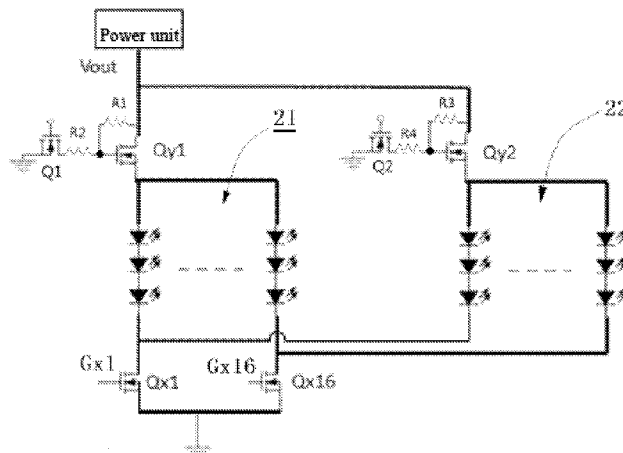 Power unit
Vout
R1
R3
21
22
R2
R4
Q1
Qy1
Q2
Qy2
Gx1
Gx16
Qx1
Qx16